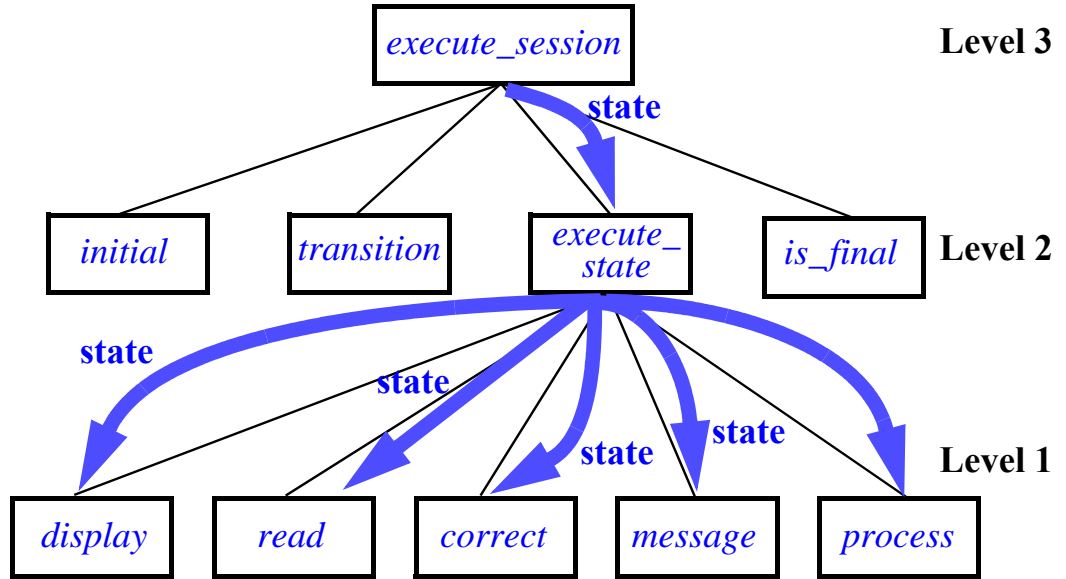 execute_session
Level 3
state
initial
transition
execute_
state
is_final
Level 2
state
state
state
state
Level 1
display
read
correct
message
process